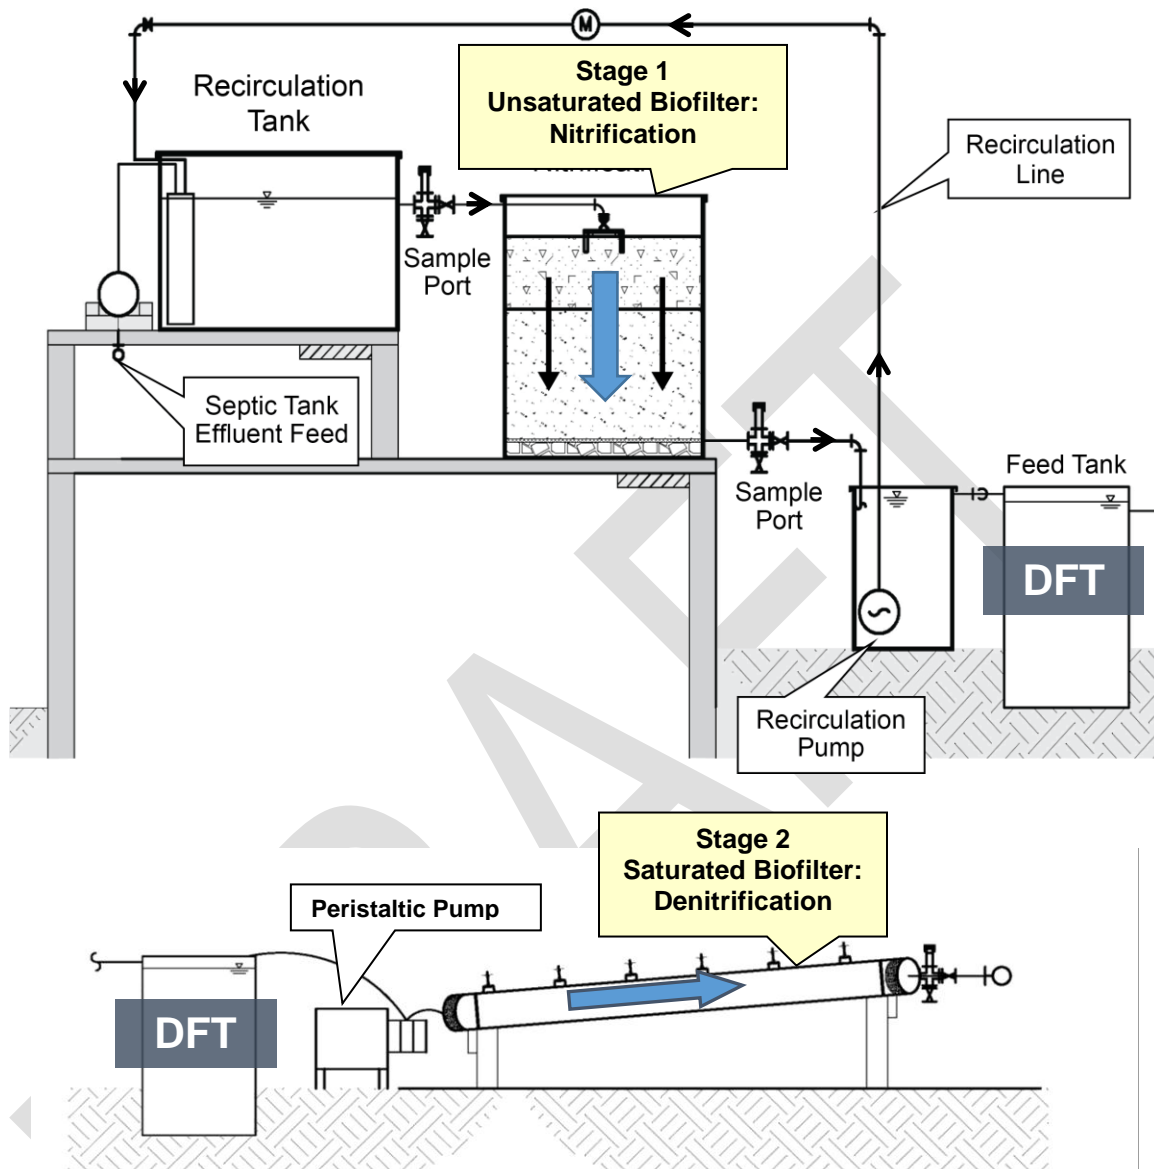 M
Stage 1
Unsaturated Biofilter:
Nitrification
Recirculation
Tank
Recirculation
Line
Sample
Port
Septic Tank
Effluent Feed
Sample
Port
Feed Tank
DFT
Recirculation
Pump
Stage 2
Saturated Biofilter:
Denitrification
Peristaltic Pump
DFT
DRAFT